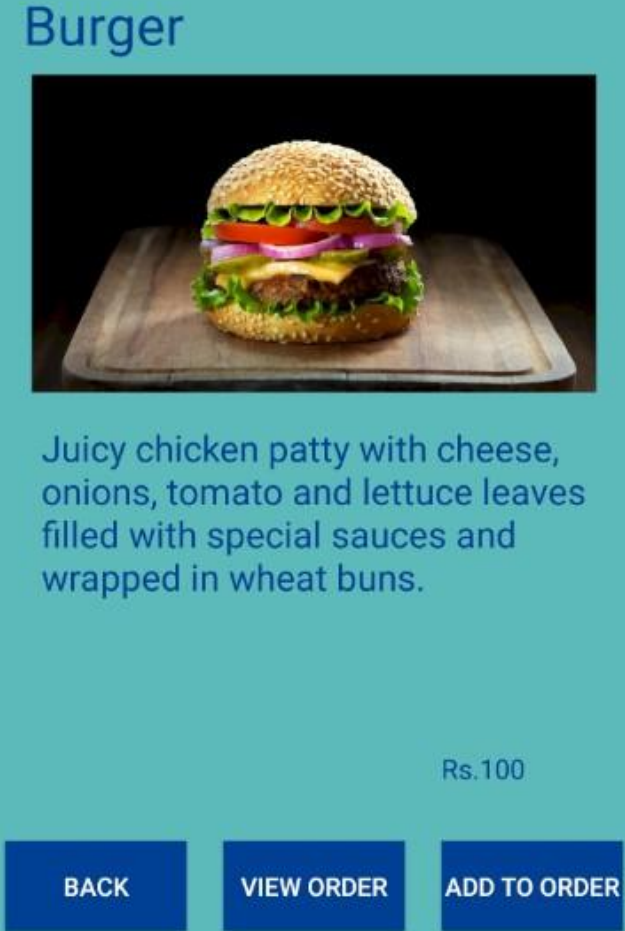 Burger
Juicy chicken patty with cheese,
onions, tomato and lettuce leaves
filled with special sauces and
wrapped in wheat buns.
Rs.100
BACK
VIEW ORDER
ADD TO ORDER